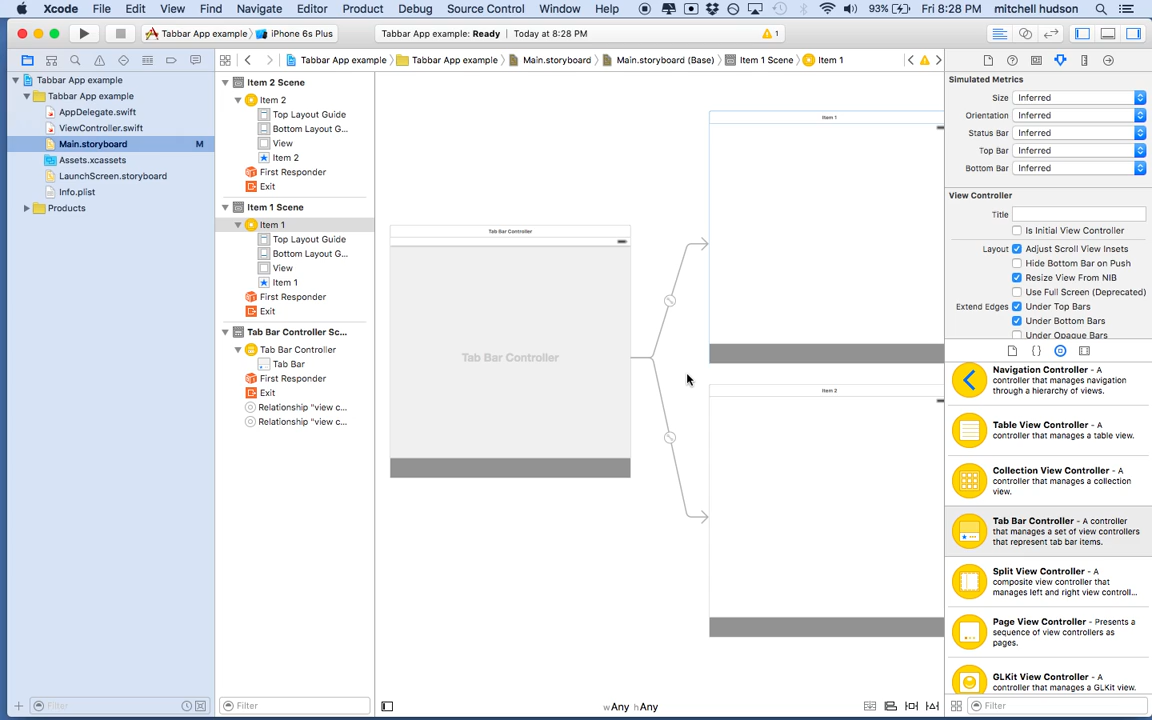 Xcode File Edit View Find Navigate Editor Product Debug Source Control Window Help 93% Fri 8:28 PM mitchell hudson
Tabbar App example iPhone 6s Plus
Tabbar App example: Ready Today at 8:28 PM 1
Tabbar App example Tabbar App example Main.storyboard Main.storyboard (Base) Item 1 Scene Item 1
Tabbar App example
Tabbar App example
AppDelegate.swift
ViewController.swift
Main.storyboard M
Assets.xcassets
LaunchScreen.storyboard
Info.plist
Products
Filter
Item 2 Scene
Item 2
Top Layout Guide
Bottom Layout G...
View
Item 2
First Responder
Exit
Item 1 Scene
Item 1
Top Layout Guide
Bottom Layout G...
View
Item 1
First Responder
Exit
Tab Bar Controller Sc...
Tab Bar Controller
Tab Bar
First Responder
Exit
Relationship "view c...
Relationship "view c...
Filter
Tab Bar Controller
Tab Bar Controller
Item 1
Item 2
wAny hAny
Simulated Metrics
Size Inferred
Orientation Inferred
Status Bar Inferred
Top Bar Inferred
Bottom Bar Inferred
View Controller
Title
Is Initial View Controller
Layout Adjust Scroll View Insets
Hide Bottom Bar on Push
Resize View From NIB
Use Full Screen (Deprecated)
Extend Edges Under Top Bars
Under Bottom Bars
Under Opaque Bars
Navigation Controller - A
controller that manages navigation
through a hierarchy of views.
Table View Controller - A
controller that manages a table view.
Collection View Controller - A
controller that manages a collection
view.
Tab Bar Controller - A controller
that manages a set of view controllers
that represent tab bar items.
Split View Controller - A
composite view controller that
manages left and right view controll...
Page View Controller - Presents a
sequence of view controllers as
pages.
GLKit View Controller - A
controller that manages a GLKit view.
Filter